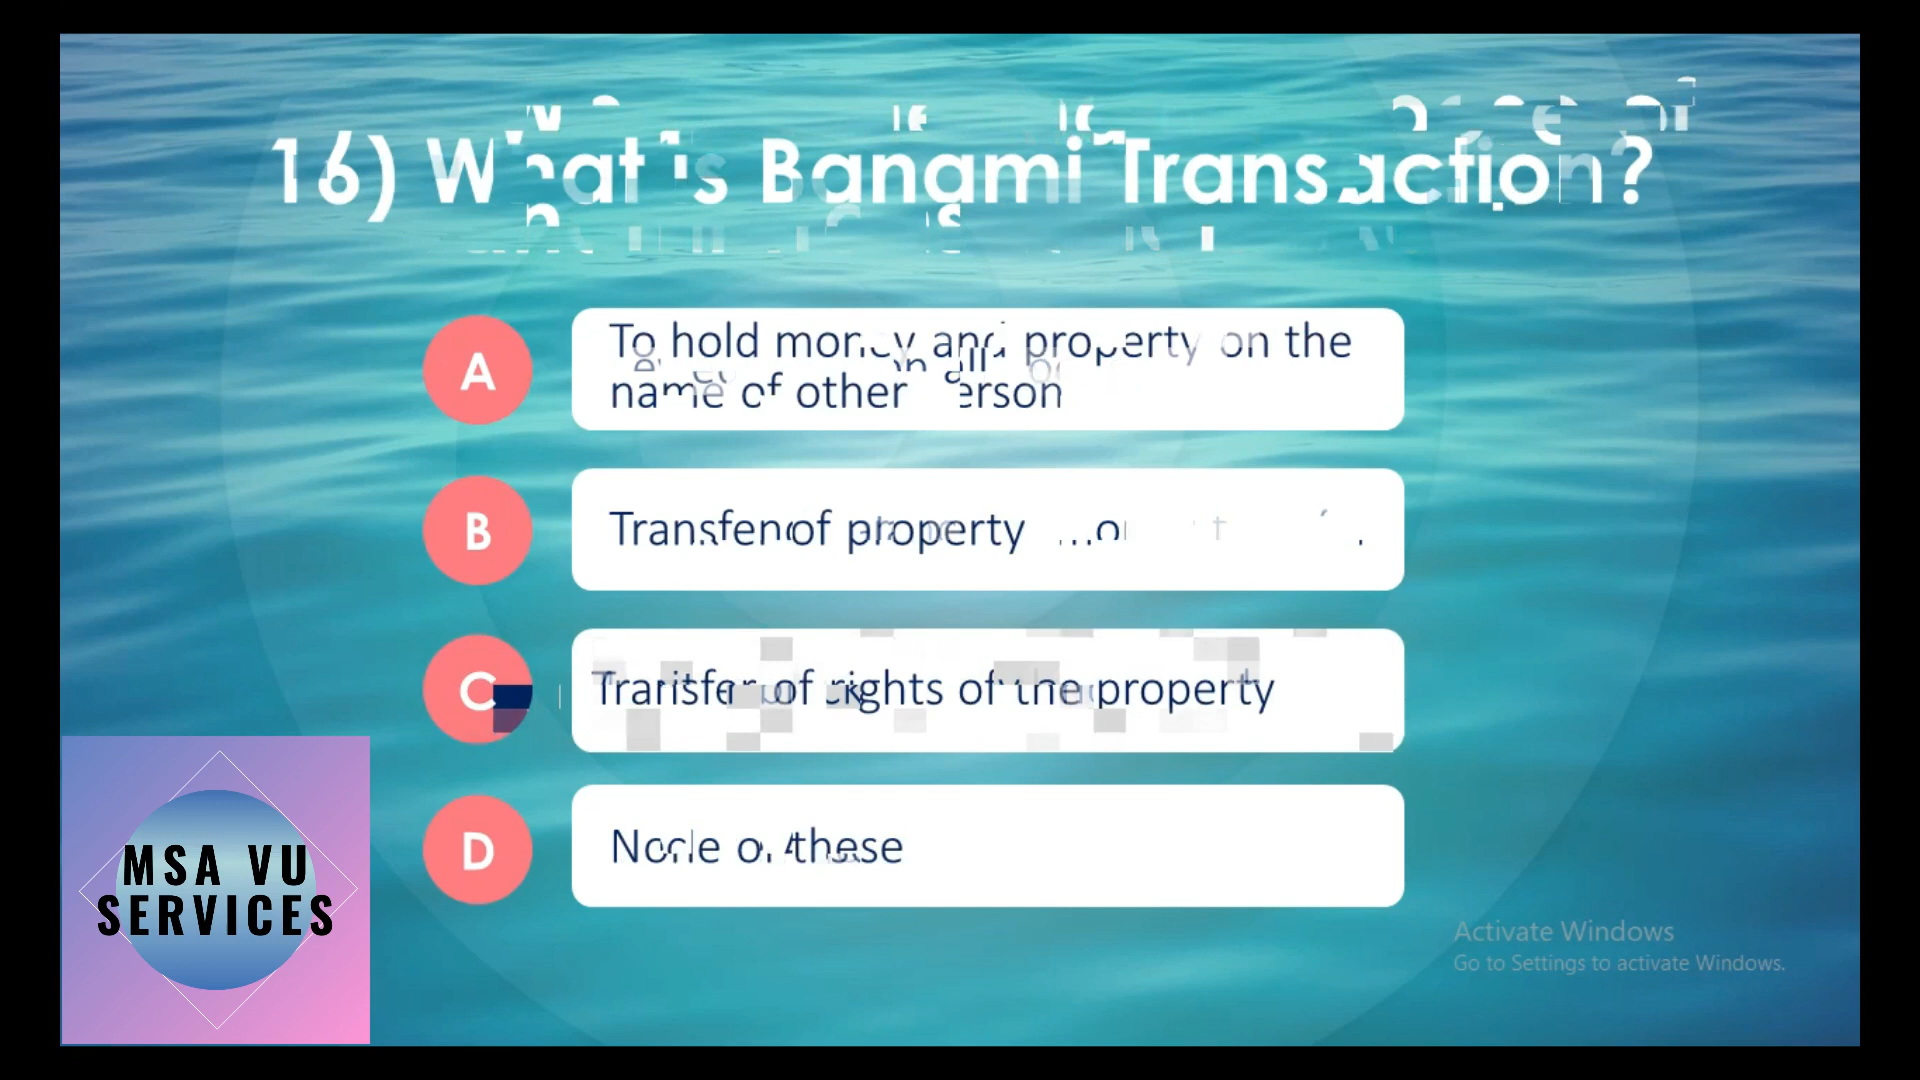 16) What is Banami Transaction?
A
To hold money and property on the
name of other person
B
Transfer of property
C
Transfer of rights of the property
D
None of these
MSA VU
SERVICES
Activate Windows
Go to Settings to activate Windows.